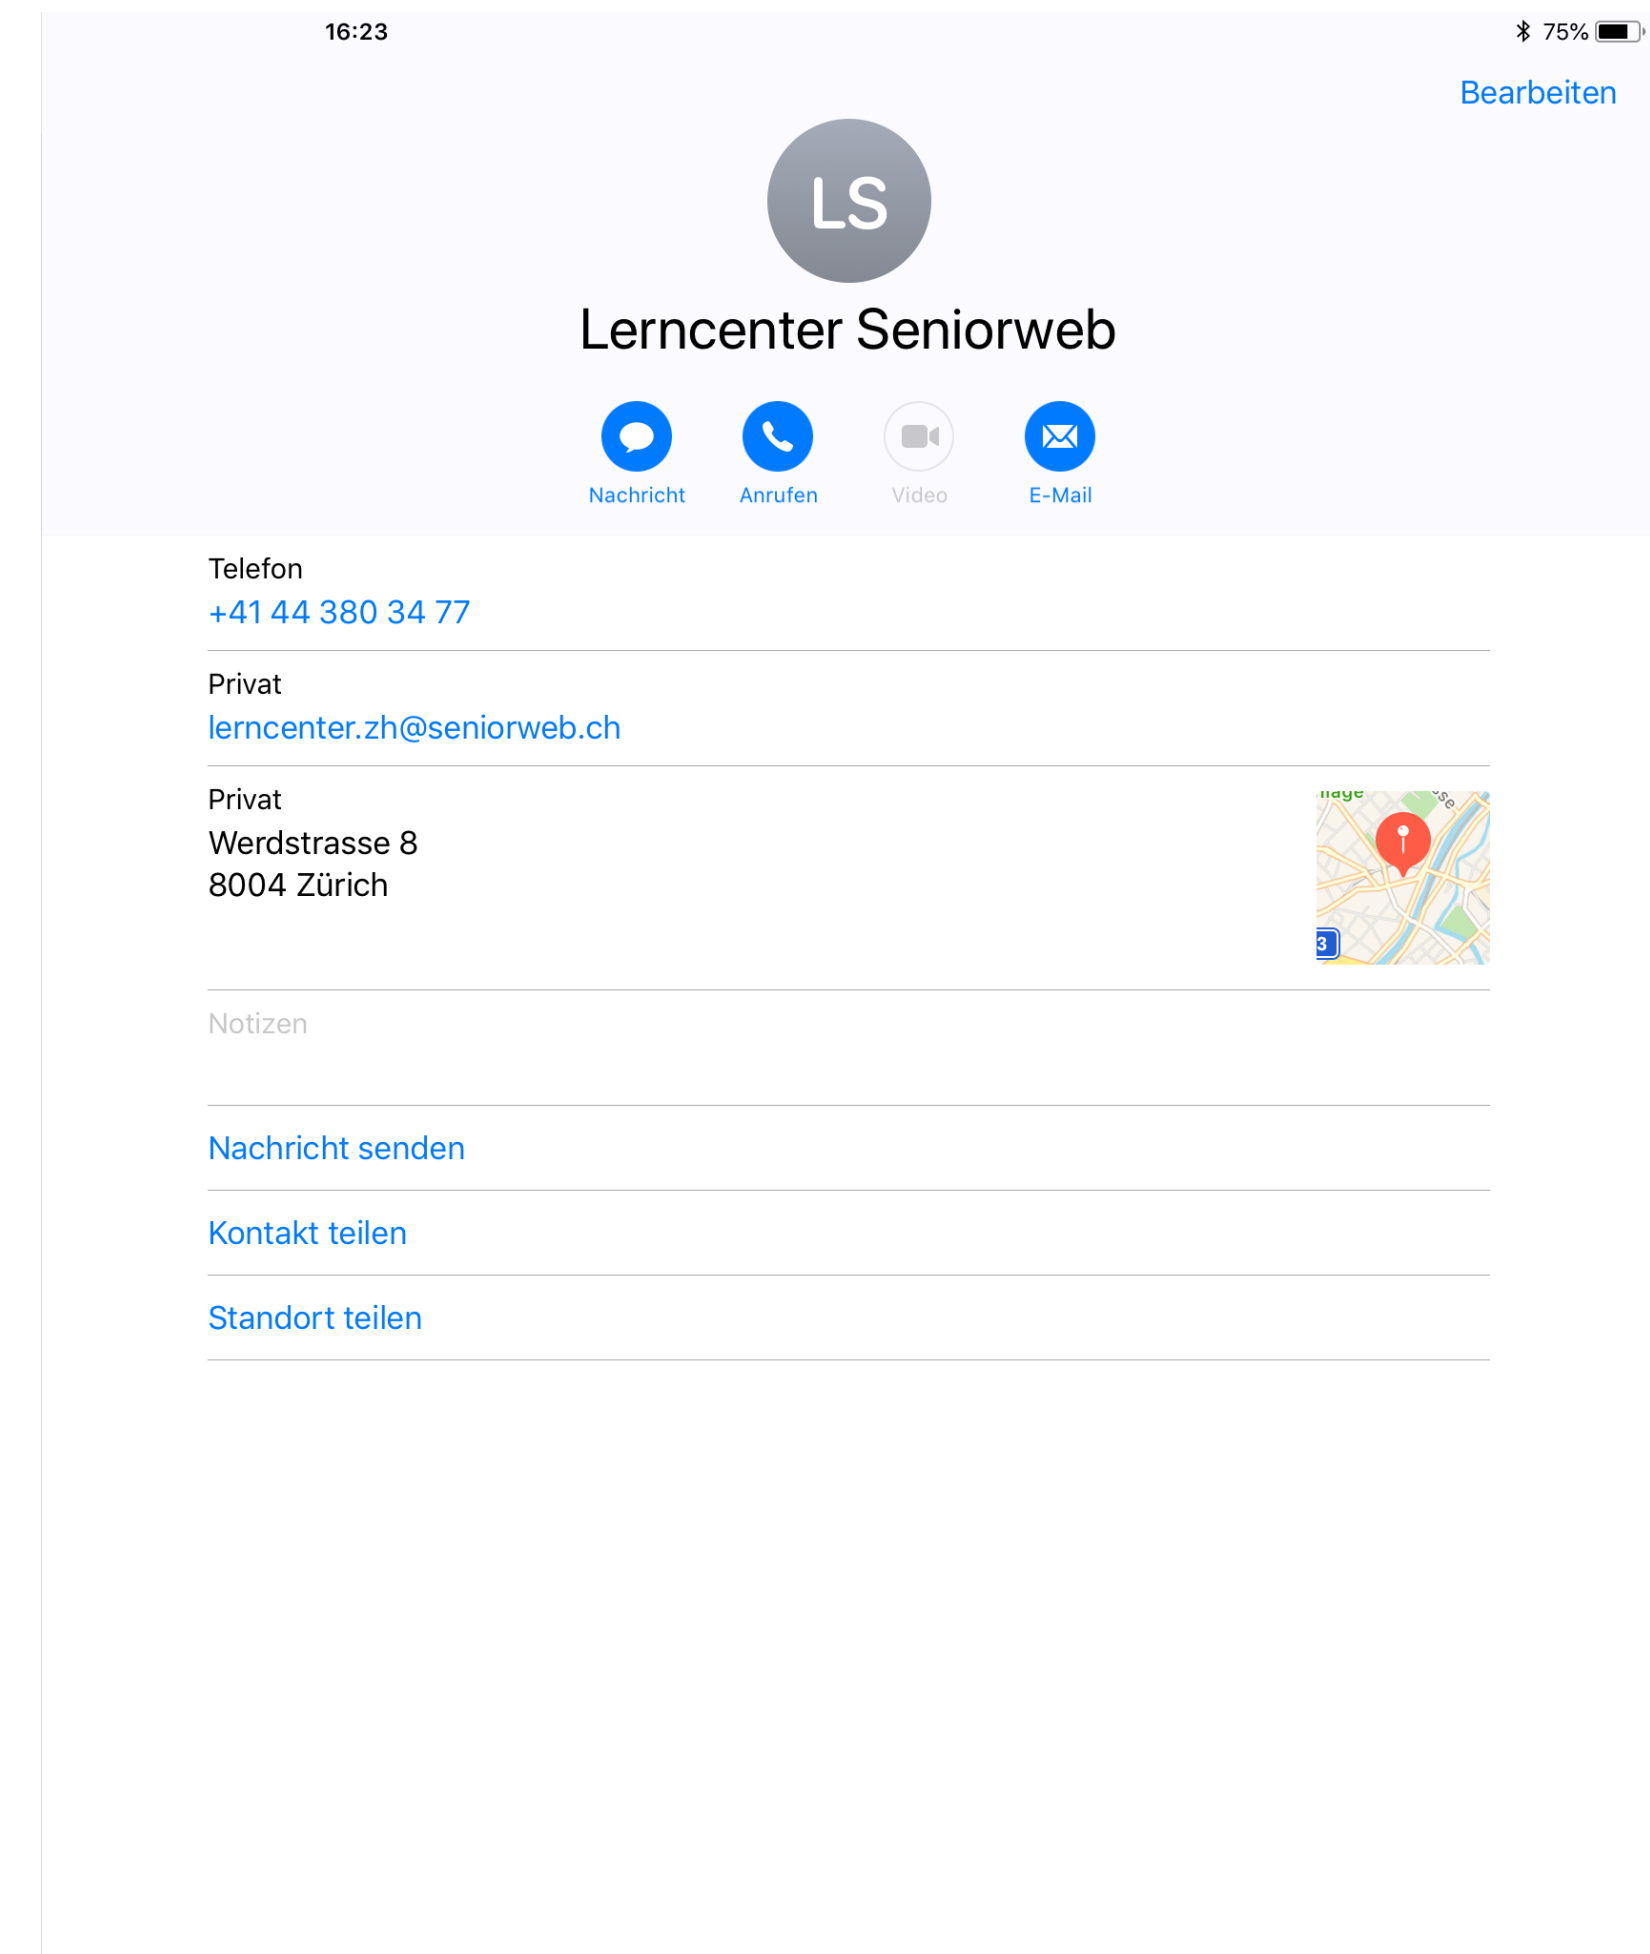 16:23
75%
Bearbeiten
LS
Lerncenter Seniorweb
Nachricht
Anrufen
Video
E-Mail
Telefon
+41 44 380 34 77
Privat
lerncenter.zh@seniorweb.ch
Privat
Werdstrasse 8
8004 Zürich
3
Notizen
Nachricht senden
Kontakt teilen
Standort teilen